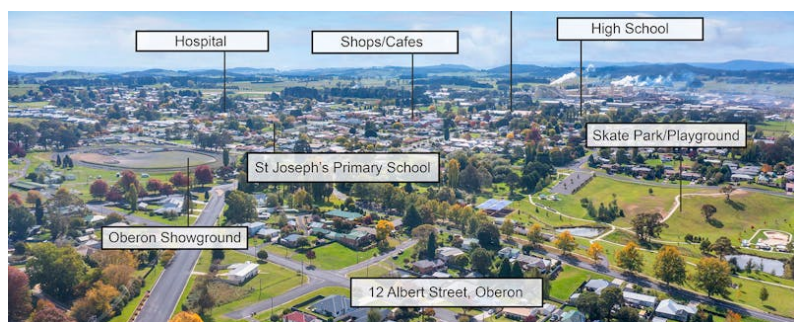 High School
Hospital
Shops/Cafes
Skate Park/Playground
St Joseph's Primary School
Oberon Showground
12 Albert Street, Oberon